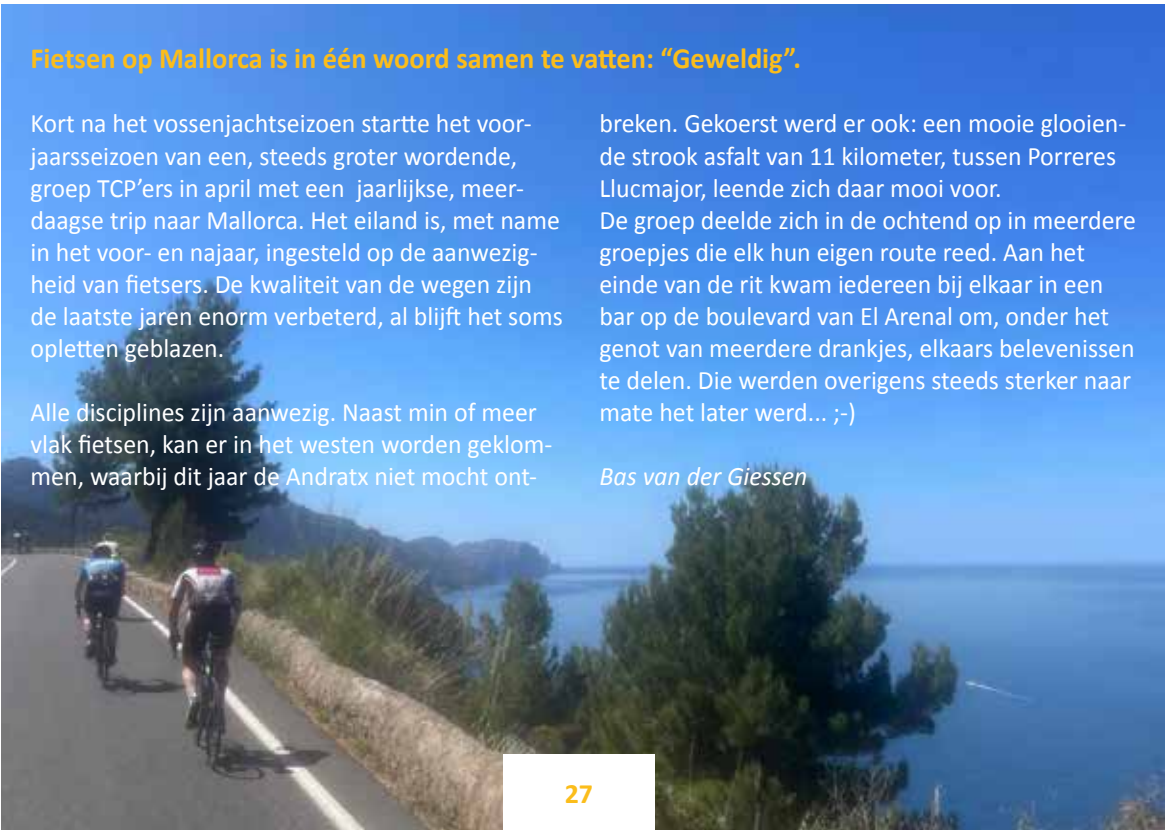 Fietsen op Mallorca is in één woord samen te vatten: “Geweldig”.
Kort na het vossenjachtseizoen startte het voor-
jaarsseizoen van een, steeds groter wordende,
groep TCP’ers in april met een  jaarlijkse, meer-
daagse trip naar Mallorca. Het eiland is, met name
in het voor- en najaar, ingesteld op de aanwezig-
heid van fietsers. De kwaliteit van de wegen zijn
de laatste jaren enorm verbeterd, al blijft het soms
opletten geblazen.
Alle disciplines zijn aanwezig. Naast min of meer
vlak fietsen, kan er in het westen worden geklom-
men, waarbij dit jaar de Andratx niet mocht ont-
breken. Gekoerst werd er ook: een mooie glooien-
de strook asfalt van 11 kilometer, tussen Porreres
Llucmajor, leende zich daar mooi voor.
De groep deelde zich in de ochtend op in meerdere
groepjes die elk hun eigen route reed. Aan het
einde van de rit kwam iedereen bij elkaar in een
bar op de boulevard van El Arenal om, onder het
genot van meerdere drankjes, elkaars belevenissen
te delen. Die werden overigens steeds sterker naar
mate het later werd... ;-)
Bas van der Giessen
27